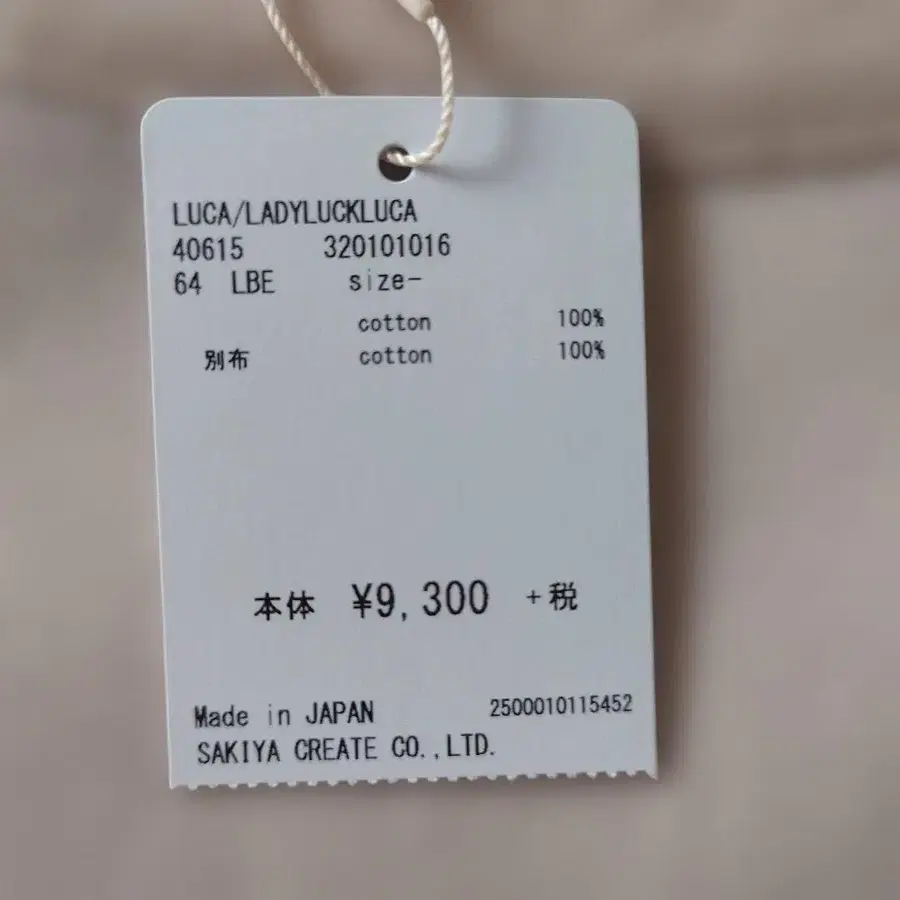 LUCA/LADYLUCKLUCA
40615 320101016
64 LBE size-
cotton 100%
別布 cotton 100%
本体 ¥9,300 +税
Made in JAPAN 2500010115452
SAKIYA CREATE CO.,LTD.